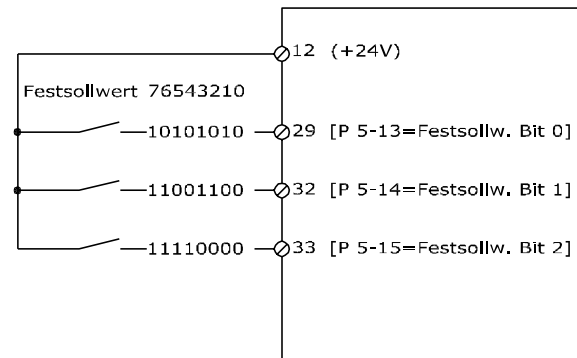 12 (+24V)
Festsollwert 76543210
10101010 29 [P 5-13=Festsollw. Bit 0]
11001100 32 [P 5-14=Festsollw. Bit 1]
11110000 33 [P 5-15=Festsollw. Bit 2]